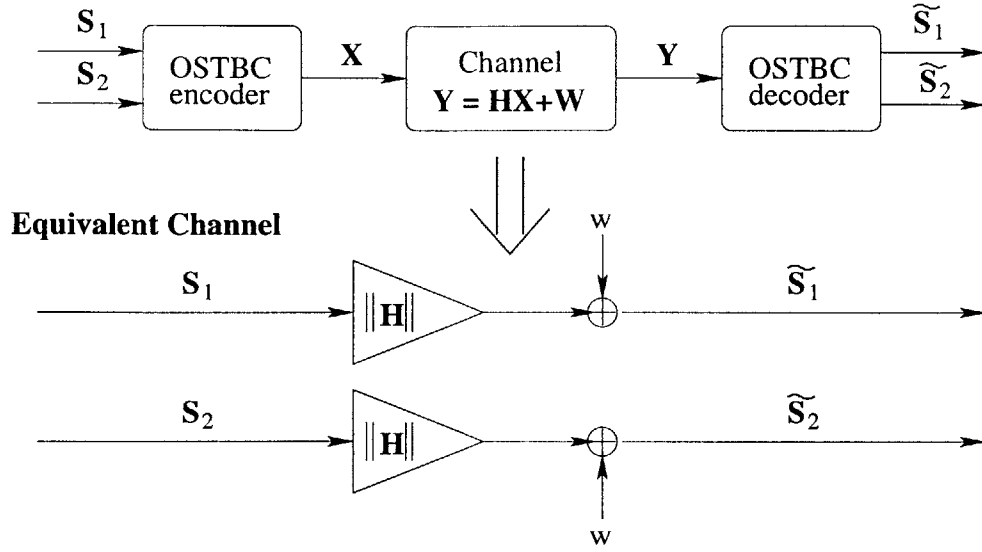 S₁
S₂
OSTBC
encoder
X
Channel
Y = HX+W
Y
OSTBC
decoder
S̃₁
S̃₂
Equivalent Channel
S₁
||H||
w
S̃₁
S₂
||H||
S̃₂
w